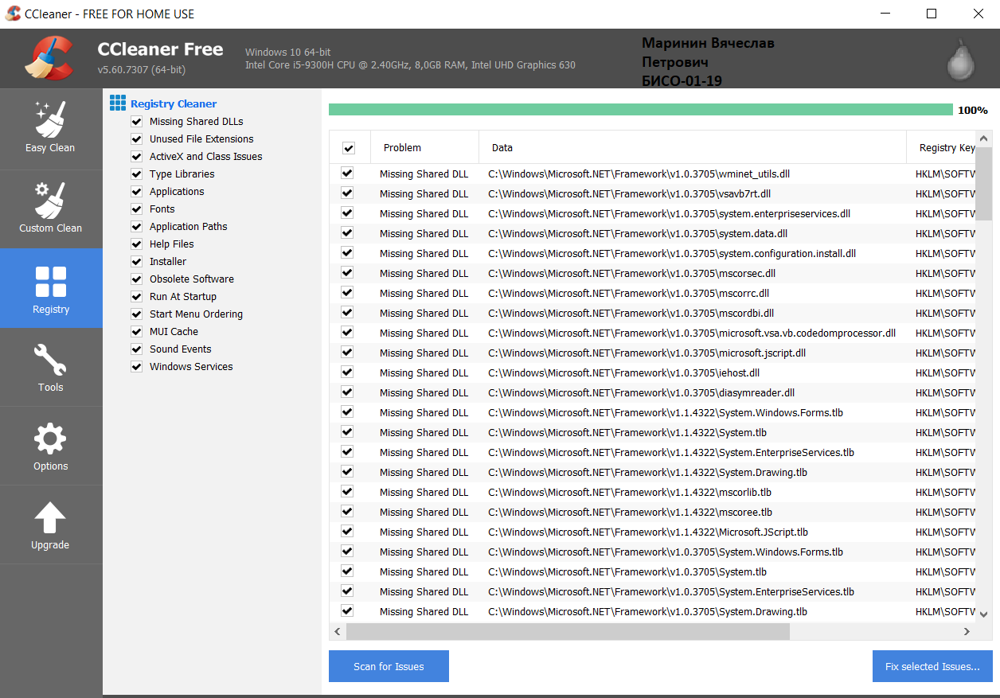 CCleaner - FREE FOR HOME USE
CCleaner Free
v5.60.7307 (64-bit)
Windows 10 64-bit
Intel Core i5-9300H CPU @ 2.40GHz, 8,0GB RAM, Intel UHD Graphics 630
Маринин Вячеслав
Петрович
БИСО-01-19
Easy Clean
Custom Clean
Registry
Tools
Options
Upgrade
Registry Cleaner
Missing Shared DLLs
Unused File Extensions
ActiveX and Class Issues
Type Libraries
Applications
Fonts
Application Paths
Help Files
Installer
Obsolete Software
Run At Startup
Start Menu Ordering
MUI Cache
Sound Events
Windows Services
100%
Problem Data Registry Key
Missing Shared DLL C:\Windows\Microsoft.NET\Framework\v1.0.3705\wminet_utils.dll HKLM\SOFTW
Missing Shared DLL C:\Windows\Microsoft.NET\Framework\v1.0.3705\vsavb7rt.dll HKLM\SOFTW
Missing Shared DLL C:\Windows\Microsoft.NET\Framework\v1.0.3705\system.enterpriseservices.dll HKLM\SOFTW
Missing Shared DLL C:\Windows\Microsoft.NET\Framework\v1.0.3705\system.data.dll HKLM\SOFTW
Missing Shared DLL C:\Windows\Microsoft.NET\Framework\v1.0.3705\system.configuration.install.dll HKLM\SOFTW
Missing Shared DLL C:\Windows\Microsoft.NET\Framework\v1.0.3705\mscorsec.dll HKLM\SOFTW
Missing Shared DLL C:\Windows\Microsoft.NET\Framework\v1.0.3705\mscorrc.dll HKLM\SOFTW
Missing Shared DLL C:\Windows\Microsoft.NET\Framework\v1.0.3705\mscordbi.dll HKLM\SOFTW
Missing Shared DLL C:\Windows\Microsoft.NET\Framework\v1.0.3705\microsoft.vsa.vb.codedomprocessor.dll HKLM\SOFTW
Missing Shared DLL C:\Windows\Microsoft.NET\Framework\v1.0.3705\microsoft.jscript.dll HKLM\SOFTW
Missing Shared DLL C:\Windows\Microsoft.NET\Framework\v1.0.3705\iehost.dll HKLM\SOFTW
Missing Shared DLL C:\Windows\Microsoft.NET\Framework\v1.0.3705\diasymreader.dll HKLM\SOFTW
Missing Shared DLL C:\Windows\Microsoft.NET\Framework\v1.1.4322\System.Windows.Forms.tlb HKLM\SOFTW
Missing Shared DLL C:\Windows\Microsoft.NET\Framework\v1.1.4322\System.tlb HKLM\SOFTW
Missing Shared DLL C:\Windows\Microsoft.NET\Framework\v1.1.4322\System.EnterpriseServices.tlb HKLM\SOFTW
Missing Shared DLL C:\Windows\Microsoft.NET\Framework\v1.1.4322\System.Drawing.tlb HKLM\SOFTW
Missing Shared DLL C:\Windows\Microsoft.NET\Framework\v1.1.4322\mscorlib.tlb HKLM\SOFTW
Missing Shared DLL C:\Windows\Microsoft.NET\Framework\v1.1.4322\mscoree.tlb HKLM\SOFTW
Missing Shared DLL C:\Windows\Microsoft.NET\Framework\v1.1.4322\Microsoft.JScript.tlb HKLM\SOFTW
Missing Shared DLL C:\Windows\Microsoft.NET\Framework\v1.0.3705\System.Windows.Forms.tlb HKLM\SOFTW
Missing Shared DLL C:\Windows\Microsoft.NET\Framework\v1.0.3705\System.tlb HKLM\SOFTW
Missing Shared DLL C:\Windows\Microsoft.NET\Framework\v1.0.3705\System.EnterpriseServices.tlb HKLM\SOFTW
Missing Shared DLL C:\Windows\Microsoft.NET\Framework\v1.0.3705\System.Drawing.tlb HKLM\SOFTW
Scan for Issues
Fix selected Issues...